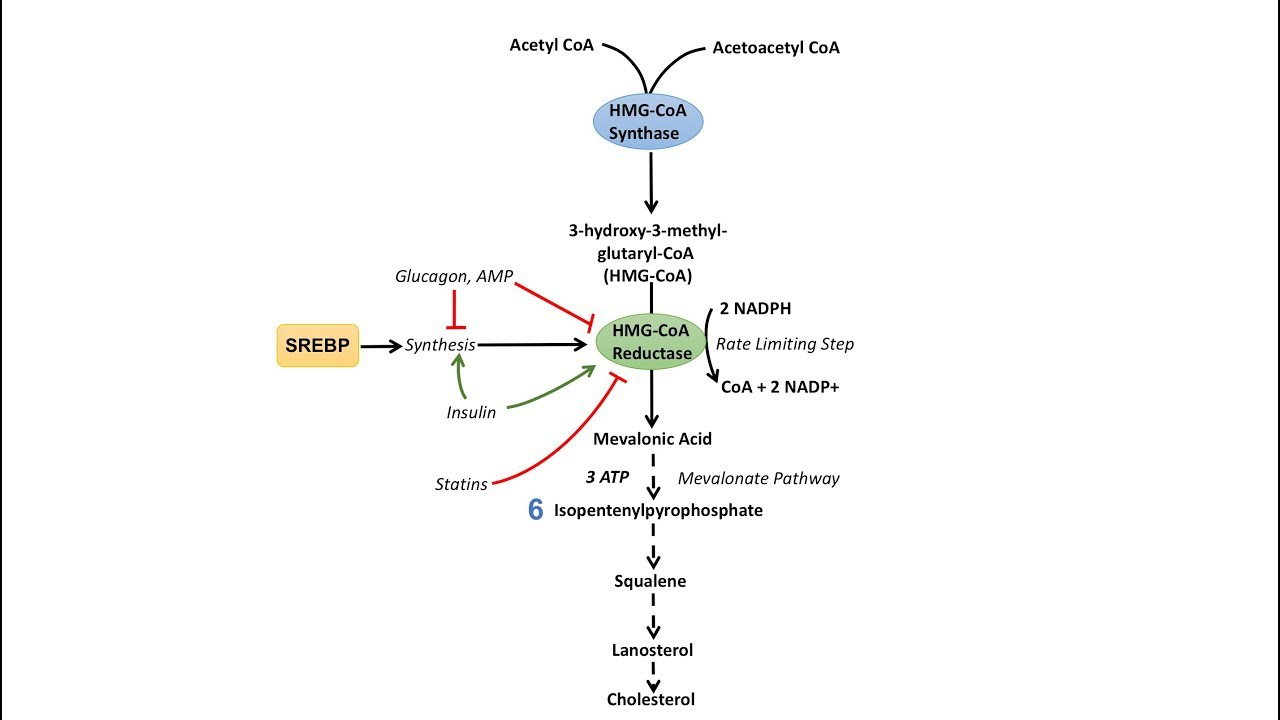 Acetyl CoA
Acetoacetyl CoA
HMG-CoA
Synthase
3-hydroxy-3-methyl-
glutaryl-CoA
(HMG-CoA)
Glucagon, AMP
2 NADPH
HMG-CoA
Reductase
SREBP
Synthesis
Rate Limiting Step
CoA + 2 NADP+
Insulin
Mevalonic Acid
Statins
3 ATP
Mevalonate Pathway
6 Isopentenylpyrophosphate
Squalene
Lanosterol
Cholesterol